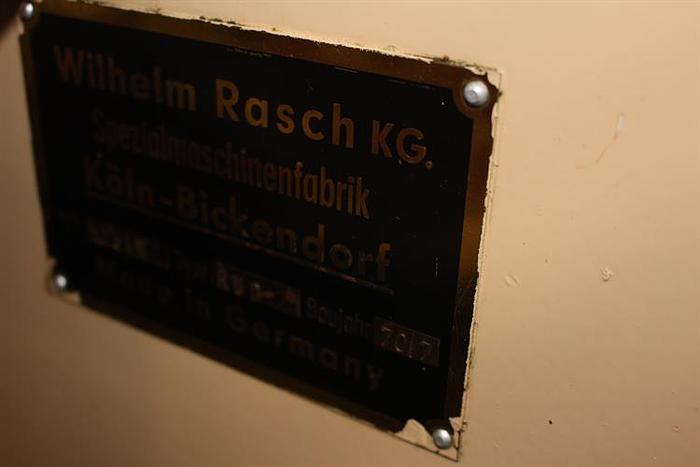 Wilhelm Rasch KG.
Spezialmaschinenfabrik
Köln-Bickendorf
Baujahr
Made in Germany